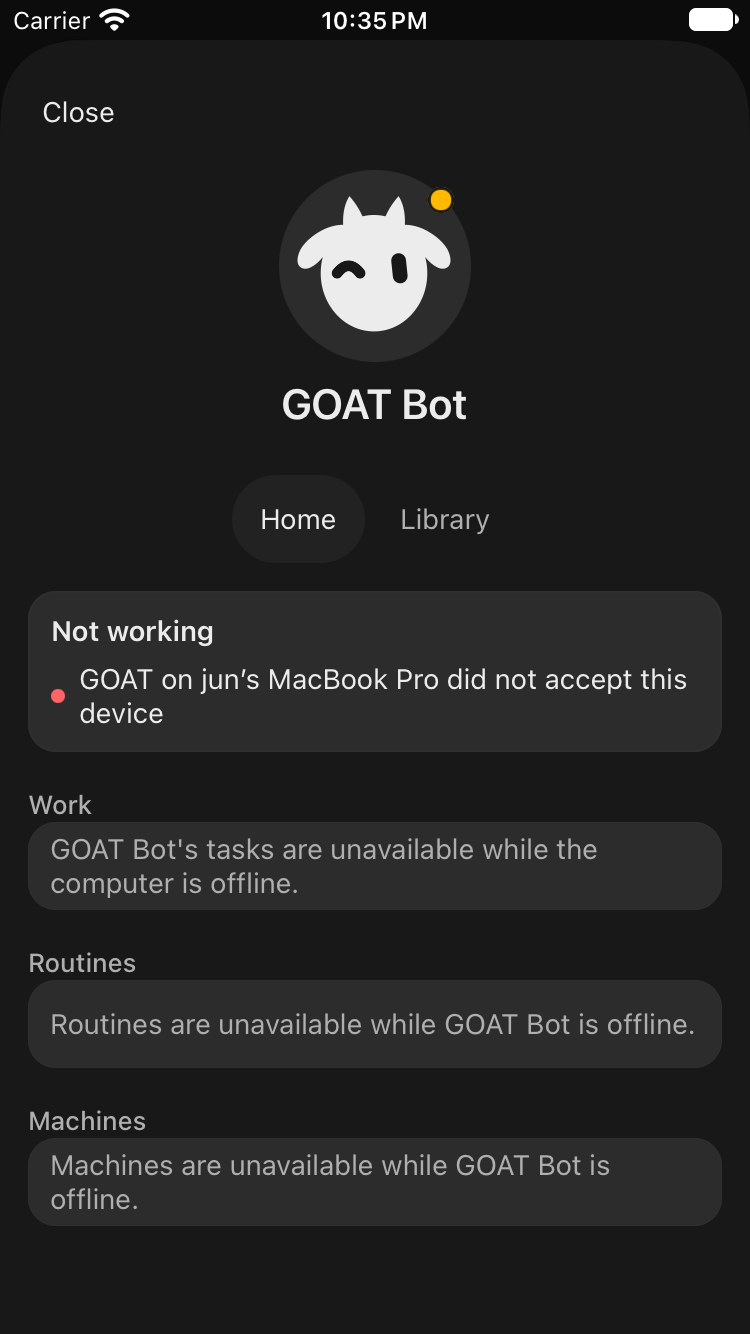 Carrier
10:35 PM
Close
GOAT Bot
Home
Library
Not working
GOAT on jun’s MacBook Pro did not accept this
device
Work
GOAT Bot's tasks are unavailable while the
computer is offline.
Routines
Routines are unavailable while GOAT Bot is offline.
Machines
Machines are unavailable while GOAT Bot is
offline.